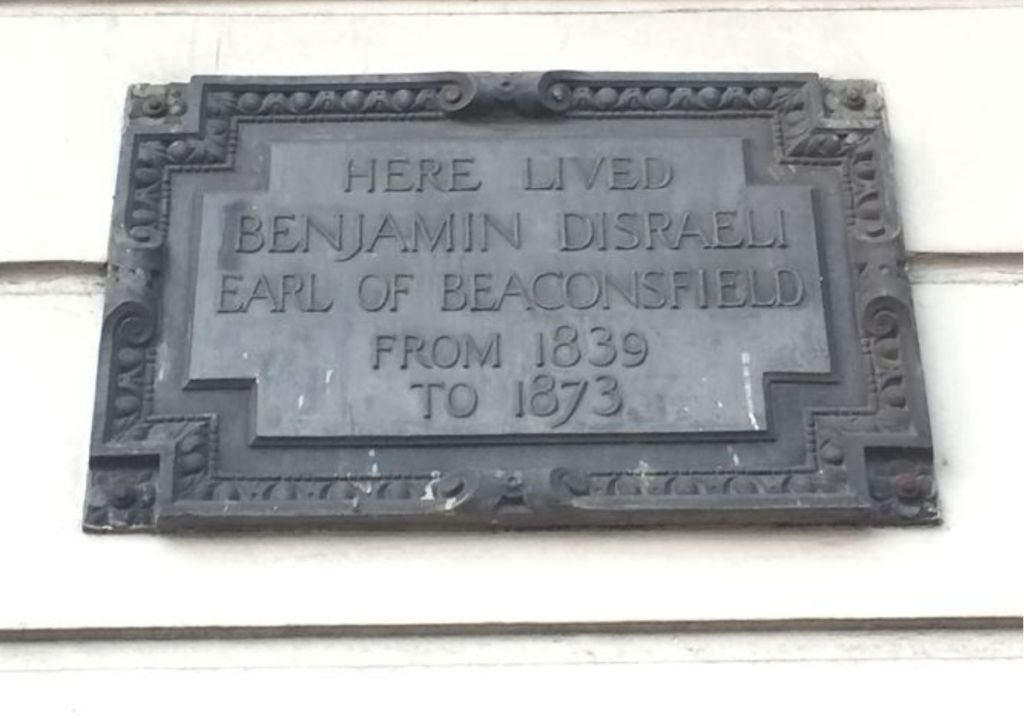 HERE LIVED
BENJAMIN DISRAELI
EARL OF BEACONSFIELD
FROM 1839
TO 1873